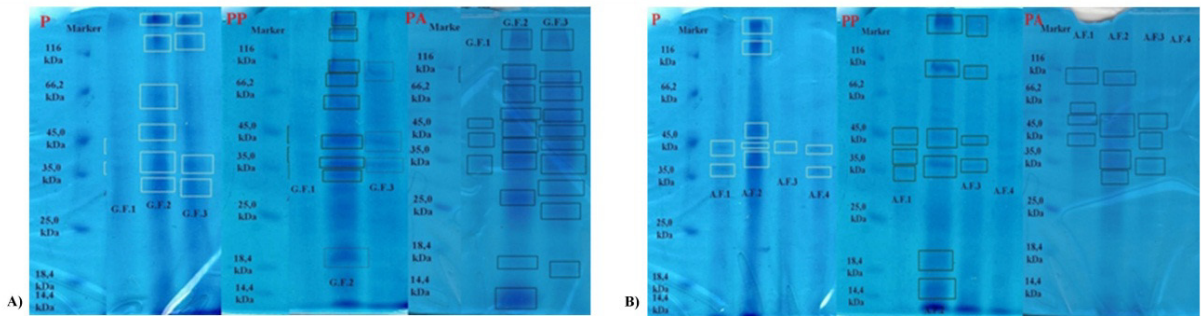 P
Marker
116
kDa
66,2
kDa
45,0
kDa
35,0
kDa
25,0
kDa
18,4
kDa
14,4
kDa
G.F.1
G.F.2
G.F.3
PP
Marker
116
kDa
66,2
kDa
45,0
kDa
35,0
kDa
25,0
kDa
18,4
kDa
14,4
kDa
G.F.1
G.F.2
G.F.3
PA
Marke
G.F.1
G.F.2
G.F.3
116
kDa
66,2
kDa
45,0
kDa
35,0
kDa
25,0
kDa
18,4
kDa
14,4
kDa
A)
P
Marker
116
kDa
66,2
kDa
45,0
kDa
35,0
kDa
25,0
kDa
18,4
kDa
14,4
kDa
A.F.1
A.F.2
A.F.3
A.F.4
PP
Marker
116
kDa
66,2
kDa
45,0
kDa
35,0
kDa
25,0
kDa
18,4
kDa
14,4
kDa
A.F.1
A.F.2
A.F.3
A.F.4
PA
Marker
A.F.1
A.F.2
A.F.3
A.F.4
116
kDa
66,2
kDa
45,0
kDa
35,0
kDa
25,0
kDa
18,4
kDa
14,4
kDa
B)